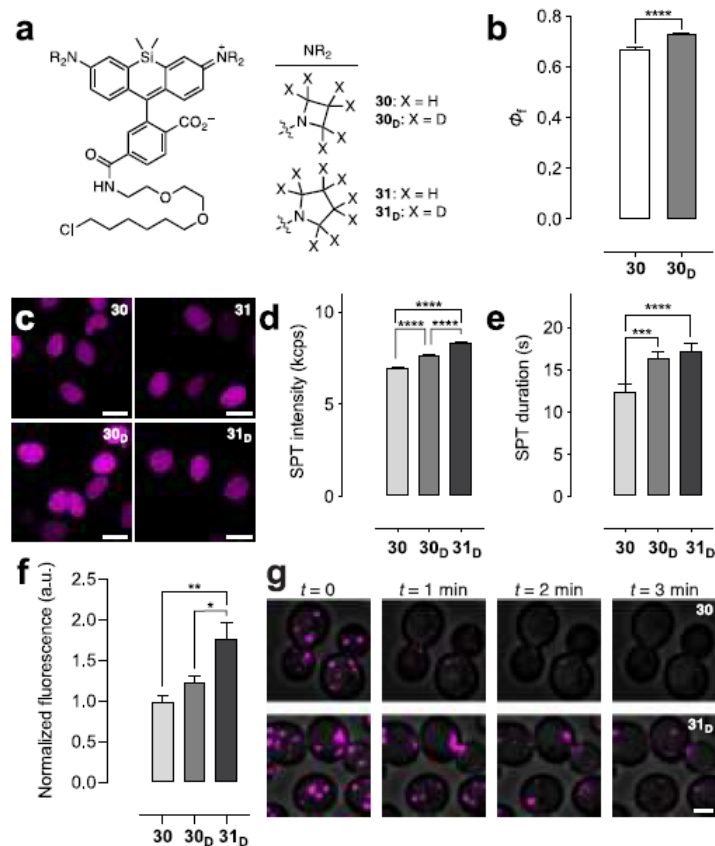 a
R₂N
Si
N⁺R₂
CO₂⁻
O
HN
O
O
Cl
NR₂
X X X X X X
N
30: X = H
30D: X = D
X X X X X X X X
N
31: X = H
31D: X = D
b
****
0.8
0.6
0.4
0.2
0.0
Φf
30 30D
c
30
31
30D
31D
d
****
**** ****
10
5
0
SPT intensity (kcps)
30 30D 31D
e
****
***
20
15
10
5
0
SPT duration (s)
30 30D 31D
f
**
*
2.5
2.0
1.5
1.0
0.5
0.0
Normalized fluorescence (a.u.)
30 30D 31D
g
t = 0 t = 1 min t = 2 min t = 3 min
30
31D